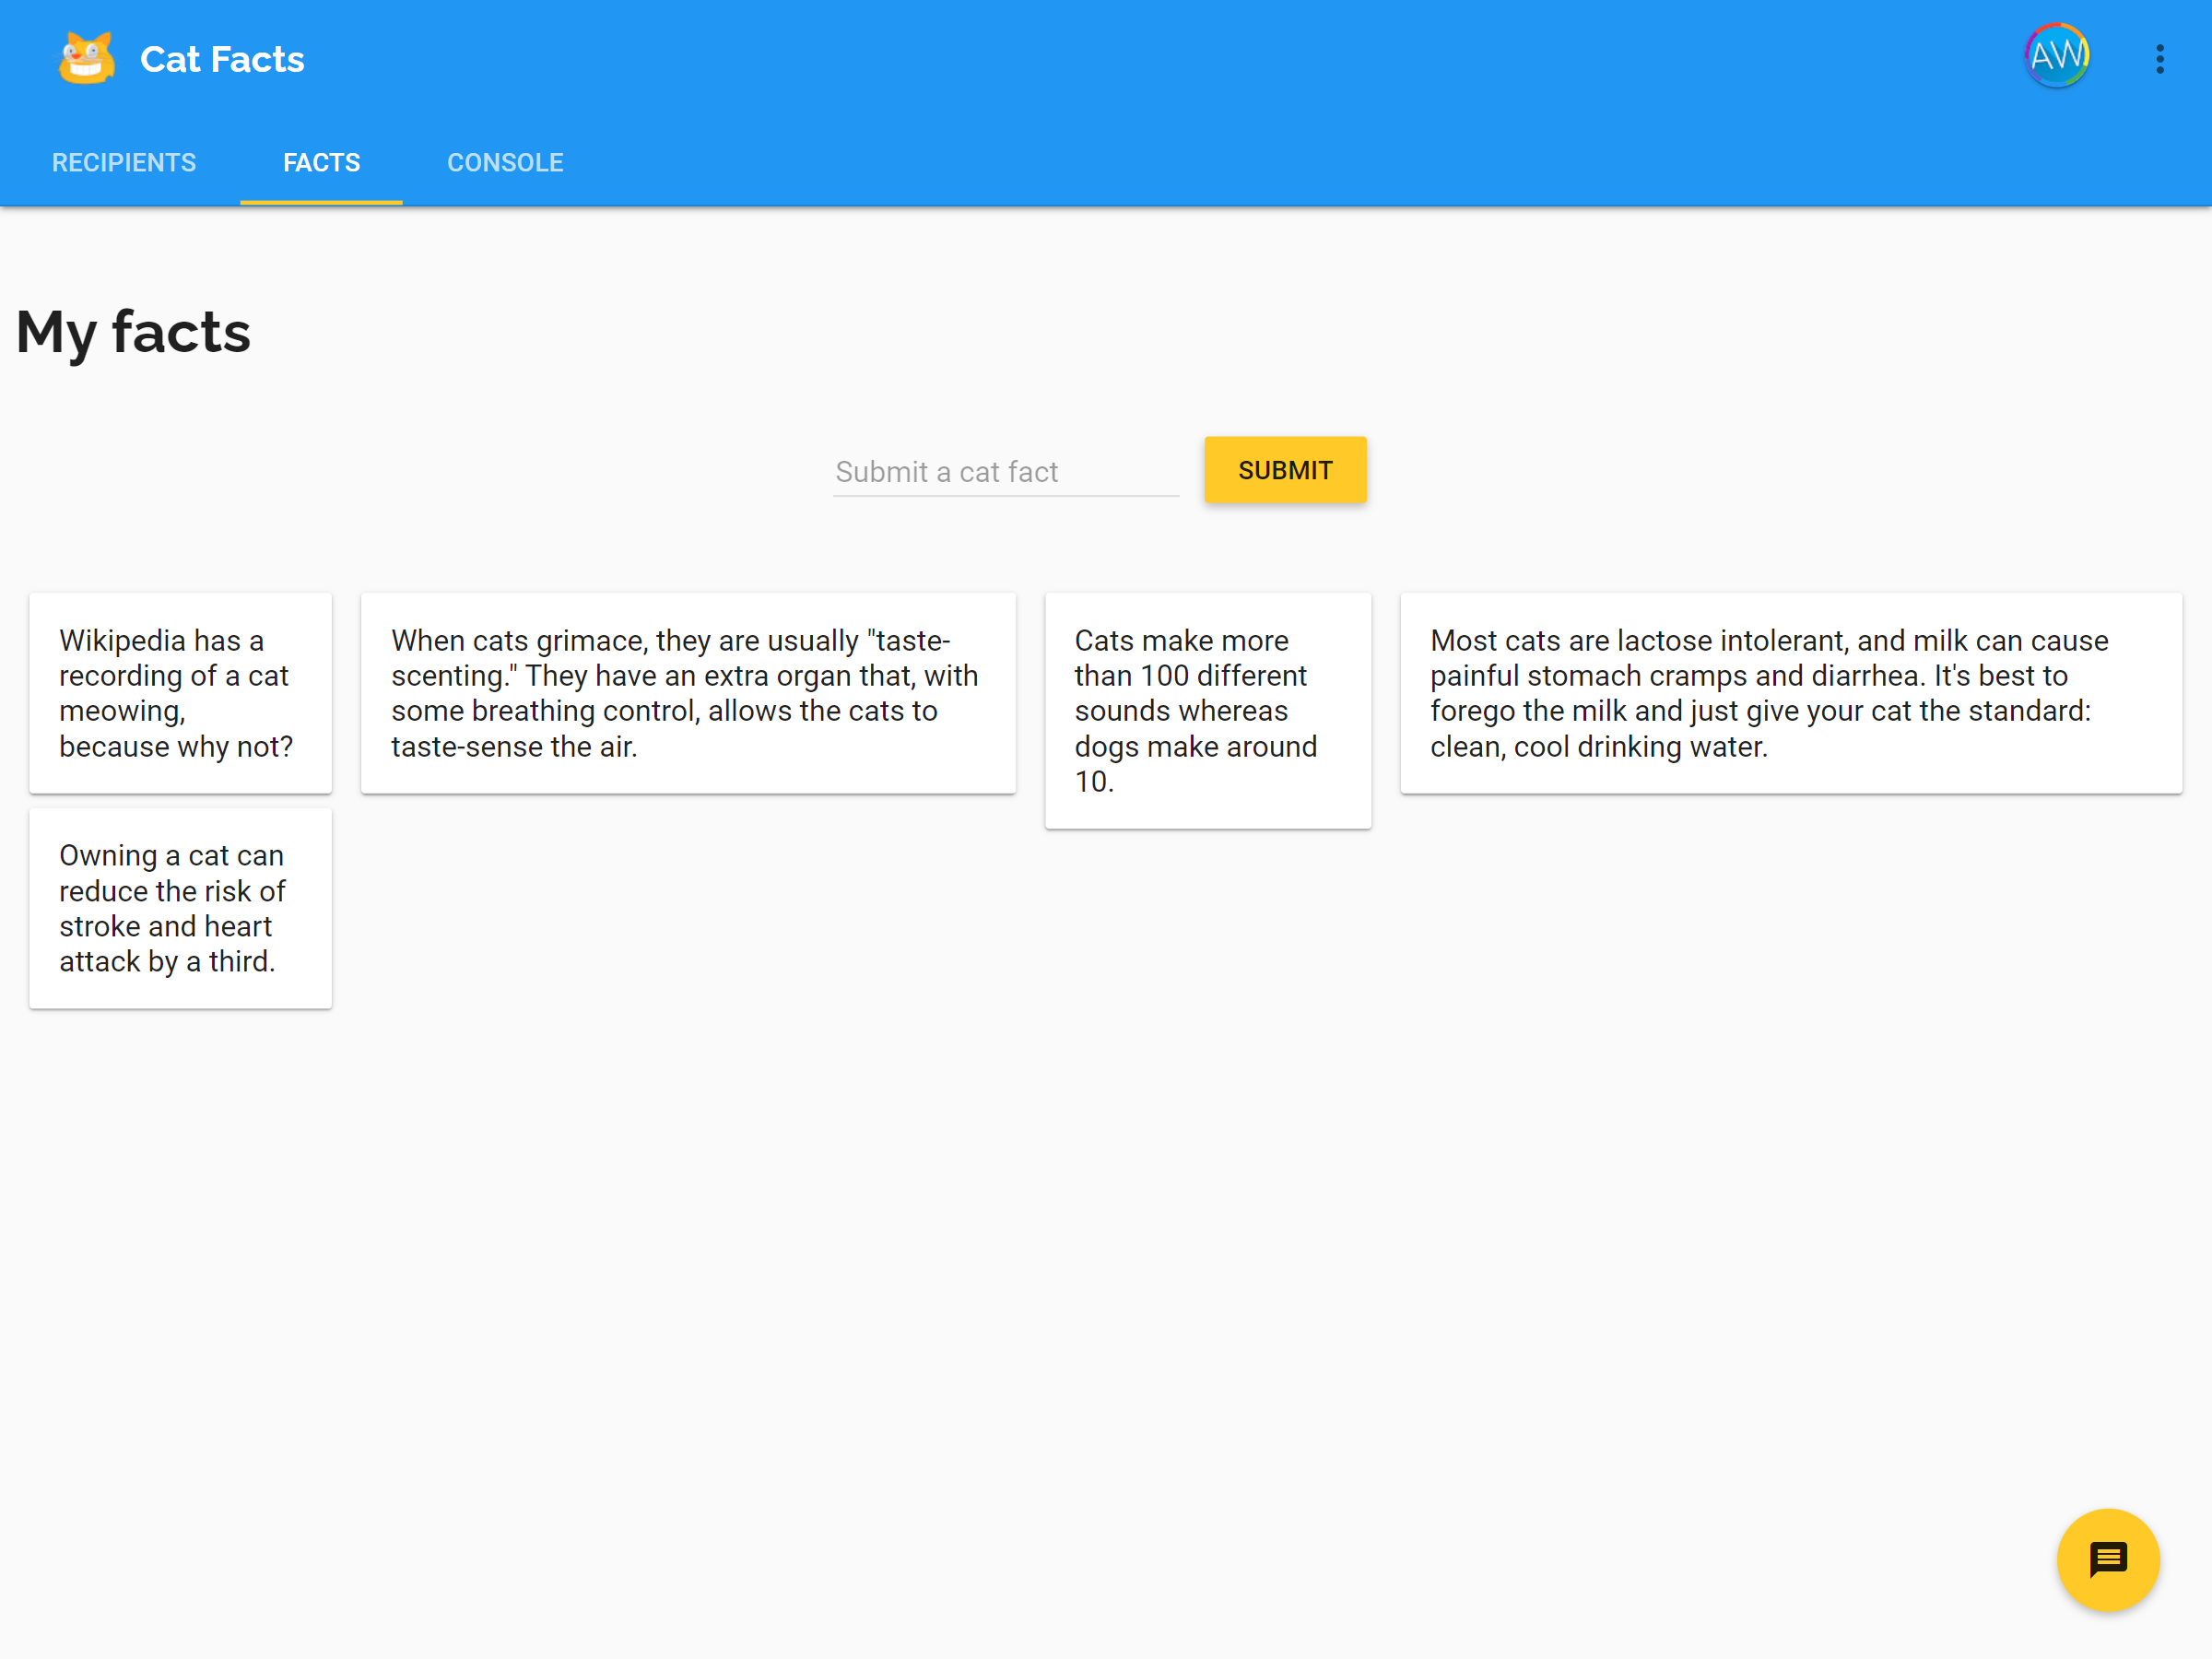 Cat Facts
AW
RECIPIENTS
FACTS
CONSOLE
My facts
Submit a cat fact
SUBMIT
Wikipedia has a
recording of a cat
meowing,
because why not?
When cats grimace, they are usually "taste-
scenting." They have an extra organ that, with
some breathing control, allows the cats to
taste-sense the air.
Cats make more
than 100 different
sounds whereas
dogs make around
10.
Most cats are lactose intolerant, and milk can cause
painful stomach cramps and diarrhea. It's best to
forego the milk and just give your cat the standard:
clean, cool drinking water.
Owning a cat can
reduce the risk of
stroke and heart
attack by a third.